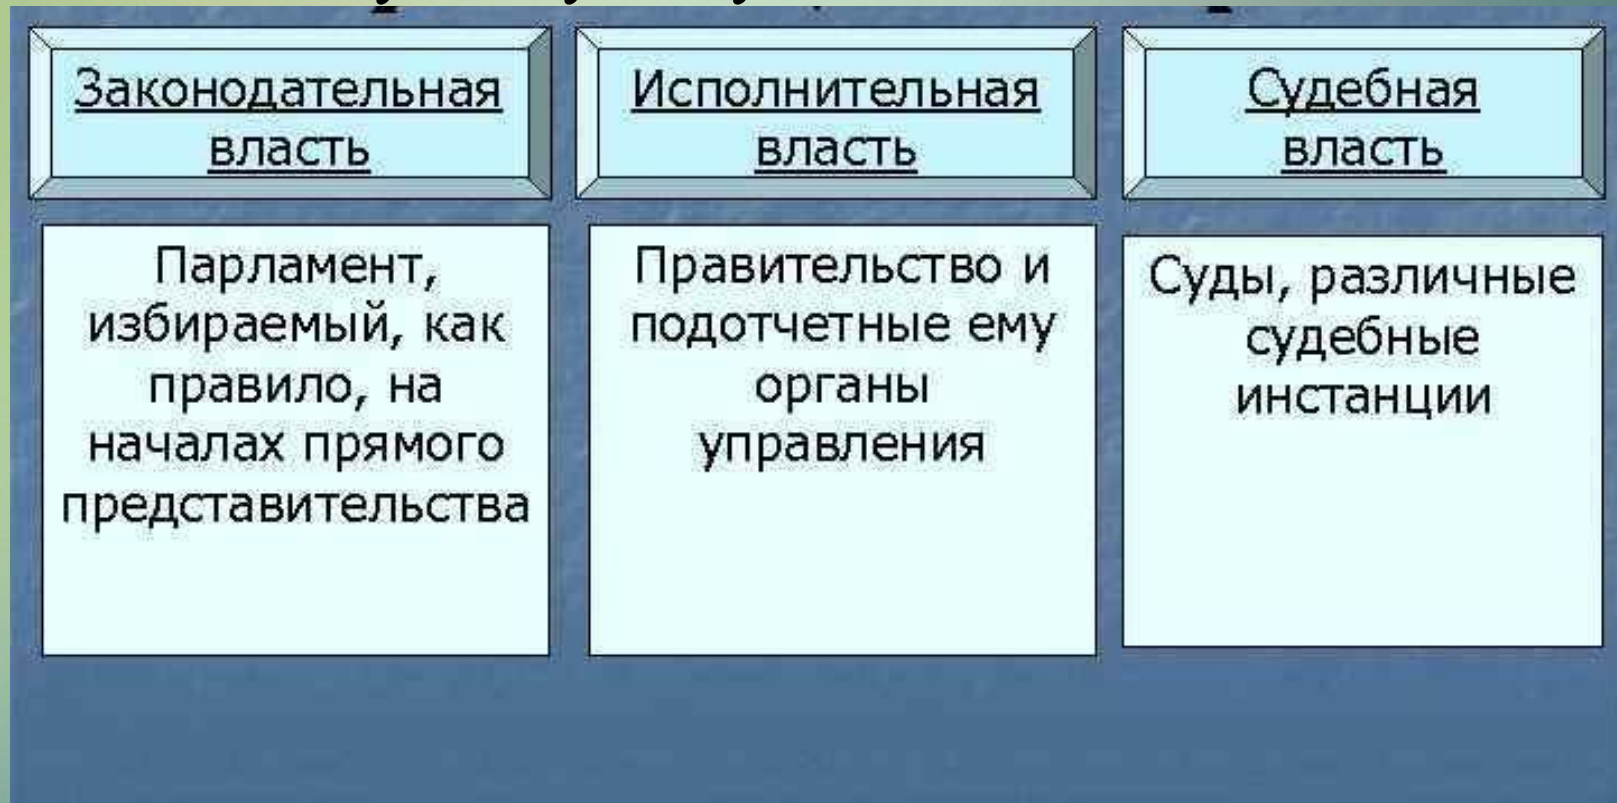 Законодательная
власть
Парламент,
избираемый, как
правило, на
началах прямого
представительства
Исполнительная
власть
Правительство и
подотчетные ему
органы
управления
Судебная
власть
Суды, различные
судебные
инстанции